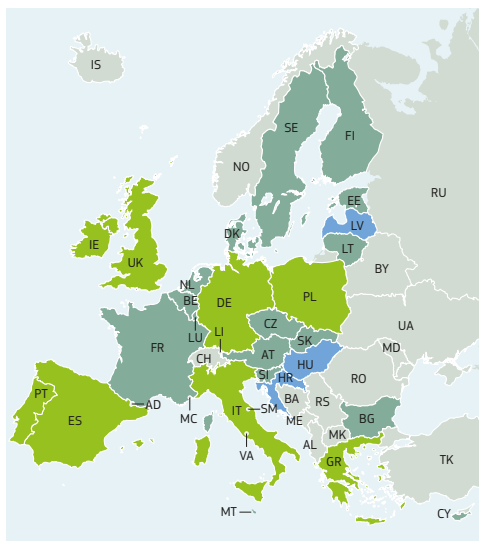 IS
SE
FI
NO
RU
EE
LV
DK
LT
IE
UK
BY
NL
BE
DE
PL
LU
LI
CZ
UA
SK
FR
AT
MD
CH
HU
SI
HR
RO
PT
ES
AD
MC
IT
SM
BA
RS
ME
BG
VA
AL
MK
GR
TK
MT
CY